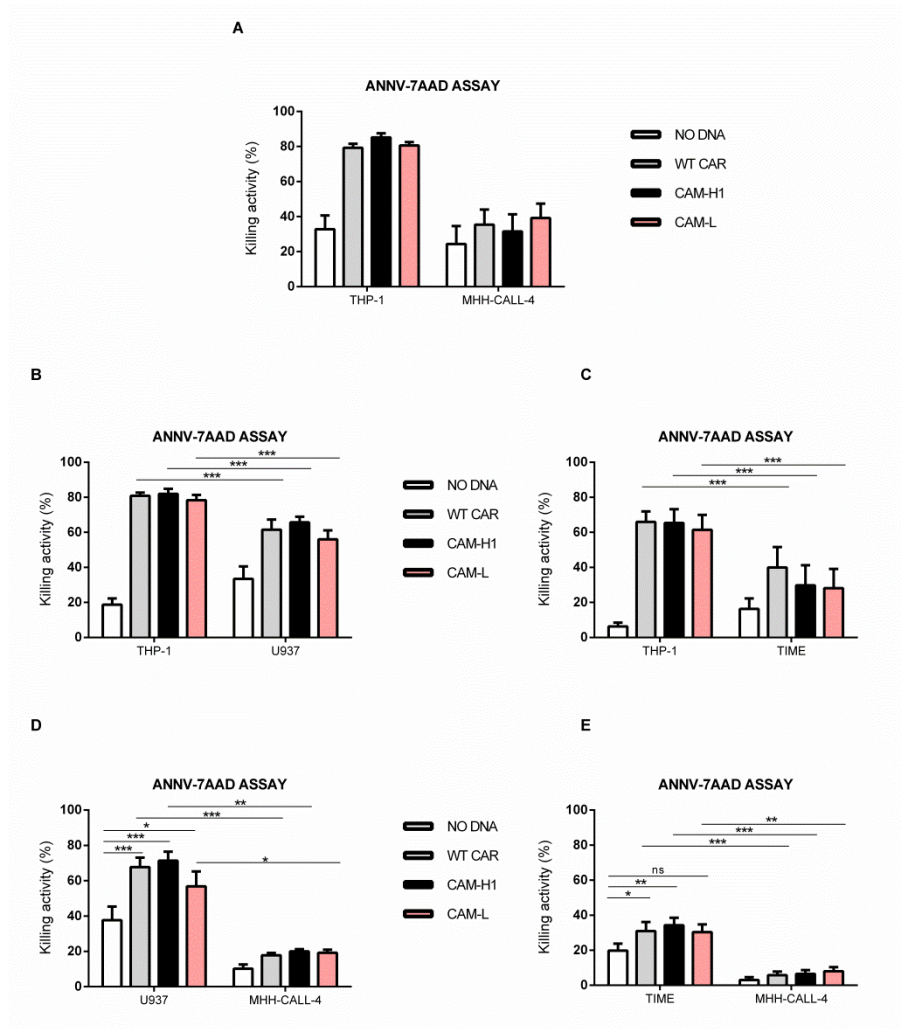 A
ANNV-7AAD ASSAY
Killing activity (%)
100
80
60
40
20
0
THP-1 MHH-CALL-4
NO DNA
WT CAR
CAM-H1
CAM-L
B
ANNV-7AAD ASSAY
Killing activity (%)
100
80
60
40
20
0
***
***
***
THP-1 U937
NO DNA
WT CAR
CAM-H1
CAM-L
C
ANNV-7AAD ASSAY
Killing activity (%)
100
80
60
40
20
0
***
***
***
THP-1 TIME
D
ANNV-7AAD ASSAY
Killing activity (%)
100
80
60
40
20
0
**
***
*
***
***
*
U937 MHH-CALL-4
NO DNA
WT CAR
CAM-H1
CAM-L
E
ANNV-7AAD ASSAY
Killing activity (%)
100
80
60
40
20
0
**
***
***
ns
**
*
TIME MHH-CALL-4